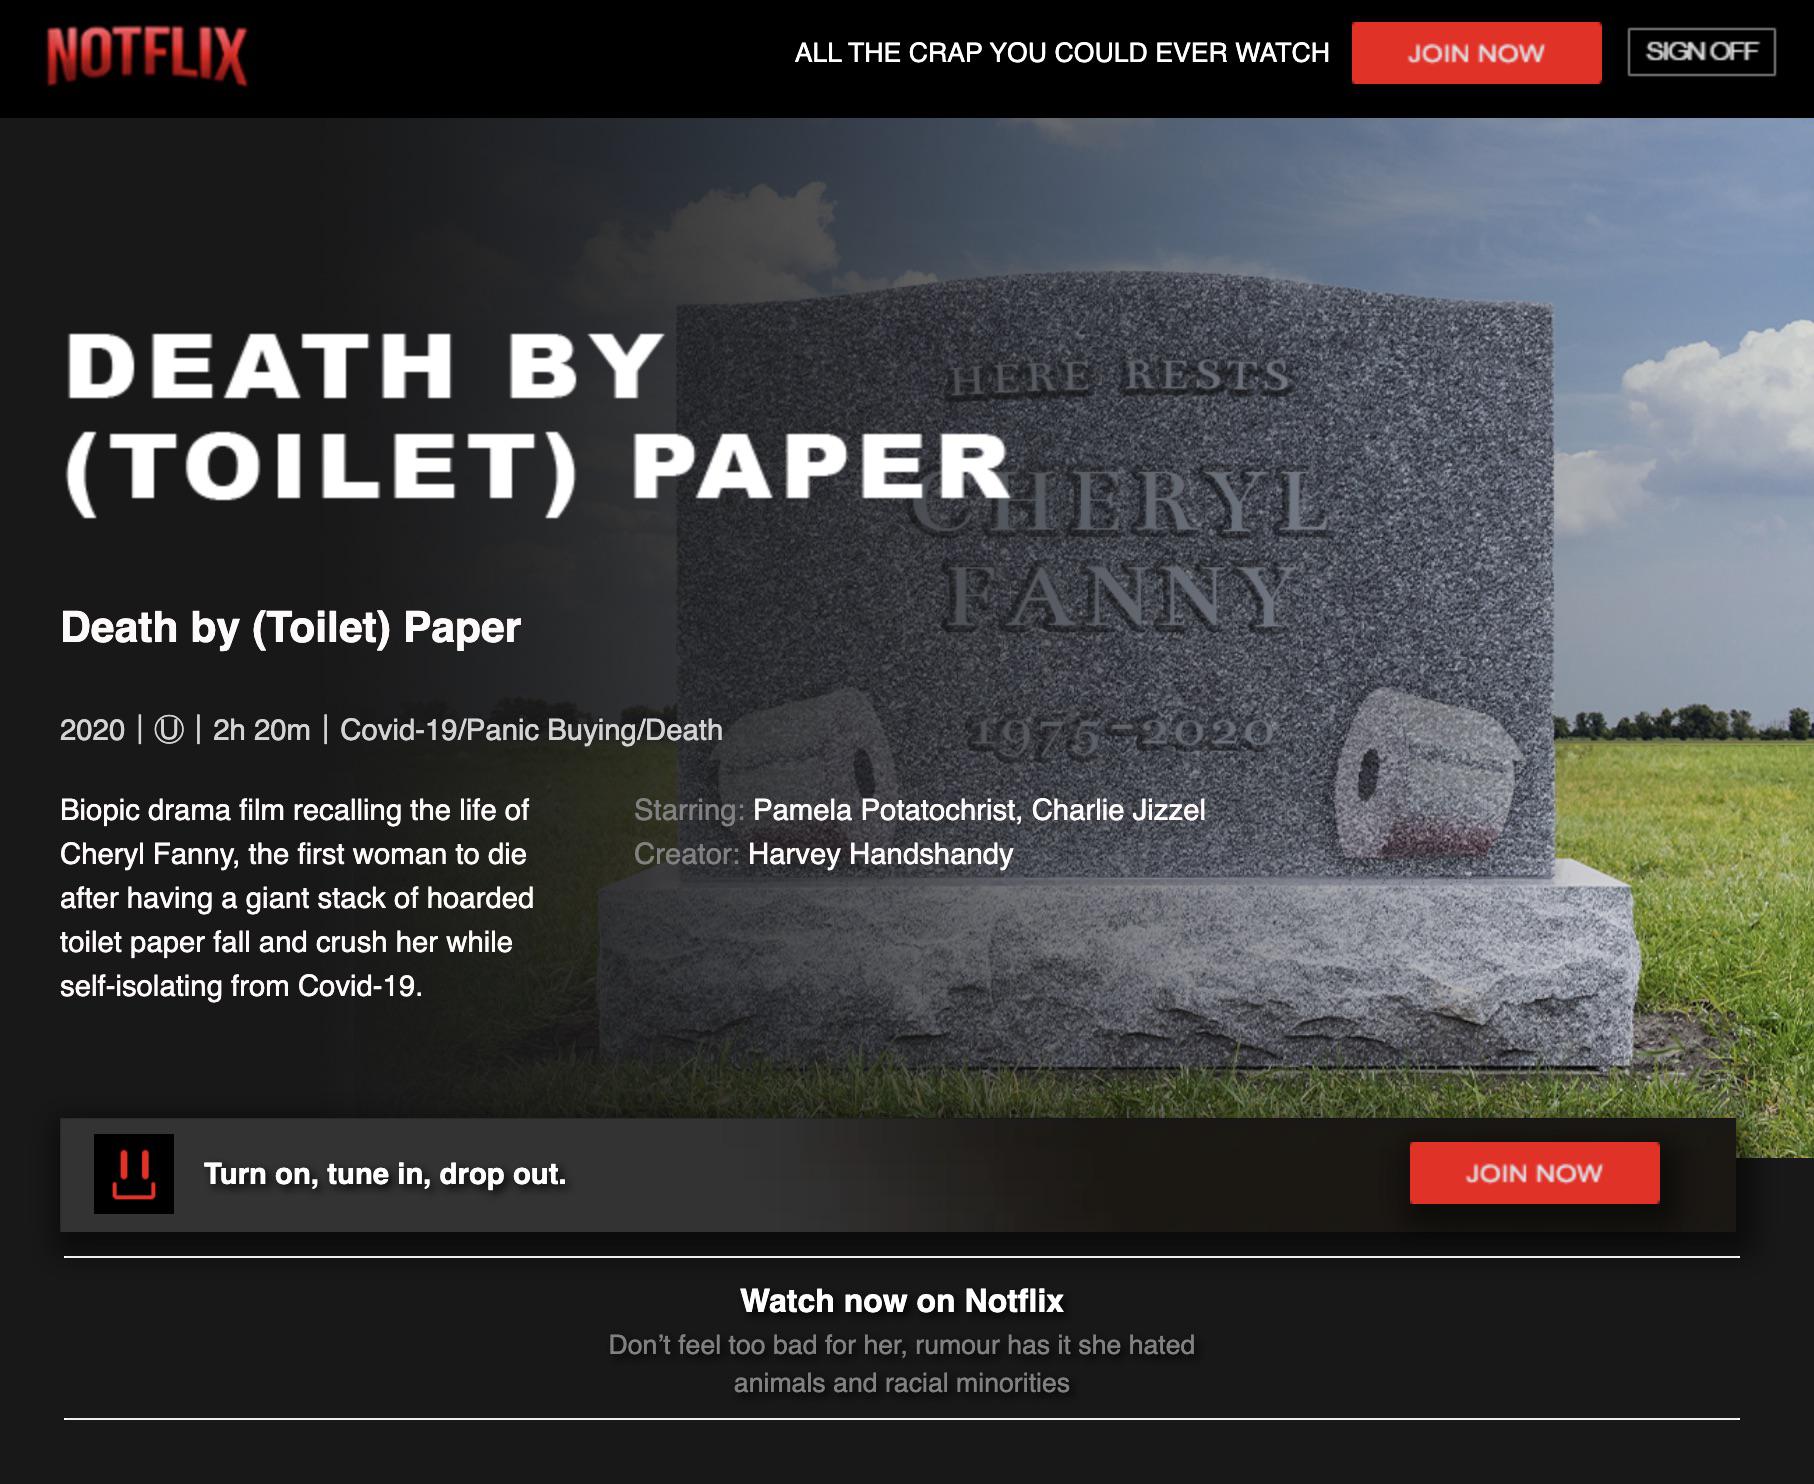 NOTFLIX
ALL THE CRAP YOU COULD EVER WATCH
JOIN NOW
SIGN OFF
HERE RESTS
CHERYL
FANNY
1975-2020
DEATH BY
(TOILET) PAPER
Death by (Toilet) Paper
2020 | Ⓤ | 2h 20m | Covid-19/Panic Buying/Death
Biopic drama film recalling the life of
Cheryl Fanny, the first woman to die
after having a giant stack of hoarded
toilet paper fall and crush her while
self-isolating from Covid-19.
Starring: Pamela Potatochrist, Charlie Jizzel
Creator: Harvey Handshandy
Turn on, tune in, drop out.
JOIN NOW
Watch now on Notflix
Don’t feel too bad for her, rumour has it she hated
animals and racial minorities